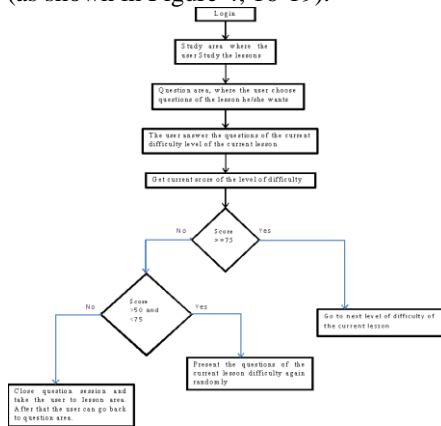 (as shown in Figure 4, 16-19).
Login
Study area where the
user Study the lessons
Question area, where the user choose
questions of the lesson he/she wants
The user answer the questions of the current
difficulty level of the current lesson
Get current score of the level of difficulty
No
Score
>=75
Yes
No
Score
>50 and
<75
Yes
Go to next level of difficulty of
the current lesson
Present the questions of the
current lesson difficulty again
randomly
Close question session and
take the user to lesson area.
After that the user can go back
to question area.